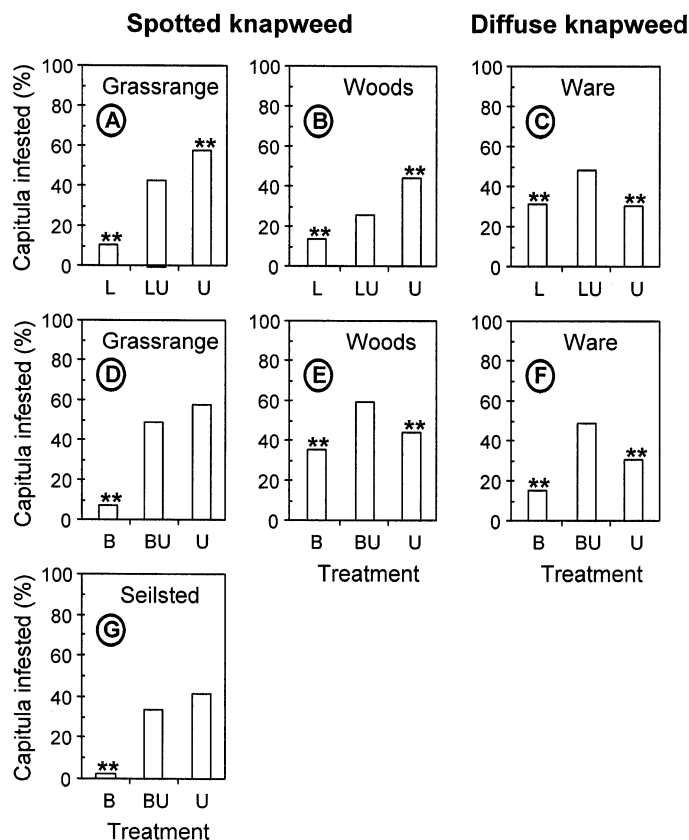 Spotted knapweed
Diffuse knapweed
Capitula infested (%)
100
80
60
40
20
0
Grassrange
A
**
**
L
LU
U
100
80
60
40
20
0
Woods
B
**
**
L
LU
U
100
80
60
40
20
0
Ware
C
**
**
L
LU
U
Capitula infested (%)
100
80
60
40
20
0
Grassrange
D
**
B
BU
U
100
80
60
40
20
0
Woods
E
**
**
B
BU
U
Treatment
100
80
60
40
20
0
Ware
F
**
**
B
BU
U
Treatment
Capitula infested (%)
100
80
60
40
20
0
Seilsted
G
**
B
BU
U
Treatment